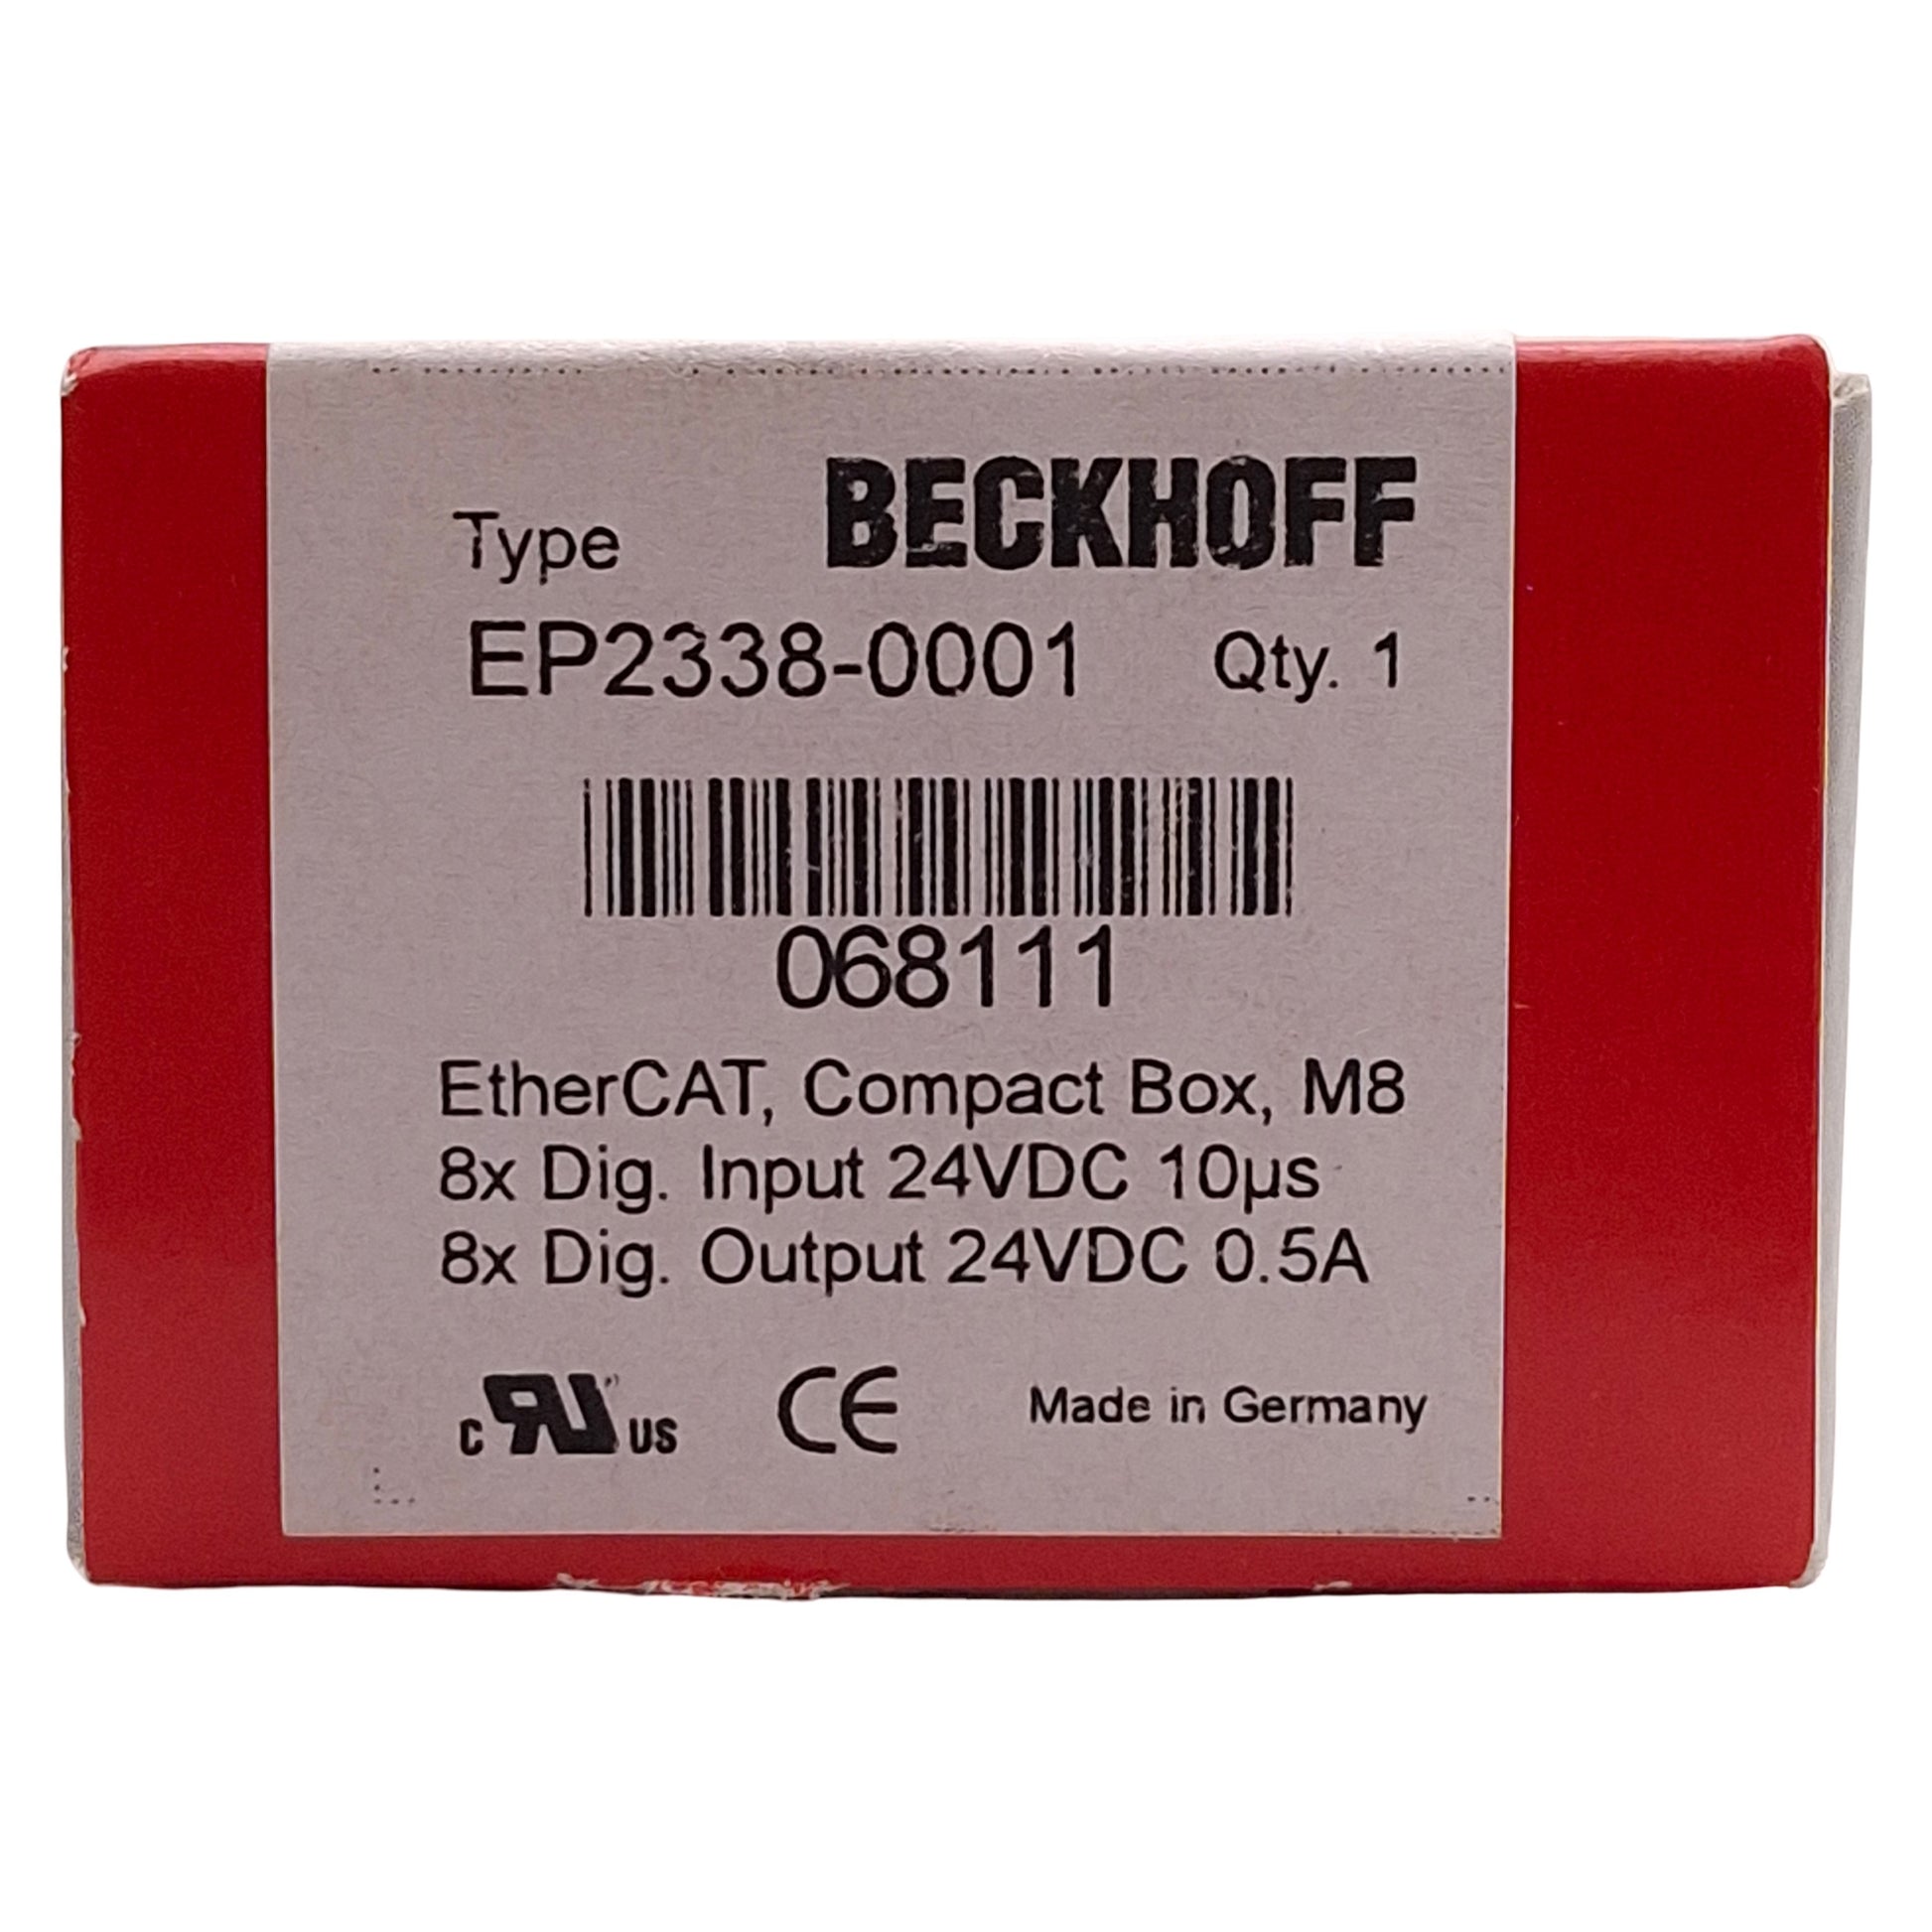 BECKHOFF
Type
EP2338-0001 Qty. 1
068111
EtherCAT, Compact Box, M8
8x Dig. Input 24VDC 10µs
8x Dig. Output 24VDC 0.5A
c RU US CE Made in Germany